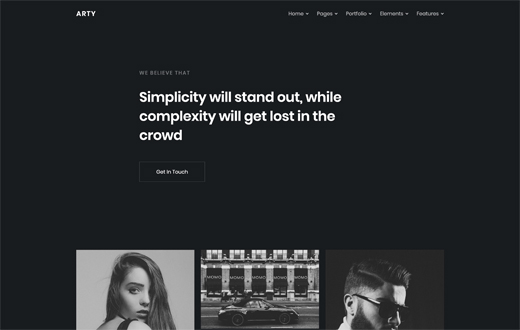 ARTY
Home Pages Portfolio Elements Features
WE BELIEVE THAT
Simplicity will stand out, while
complexity will get lost in the
crowd
Get In Touch